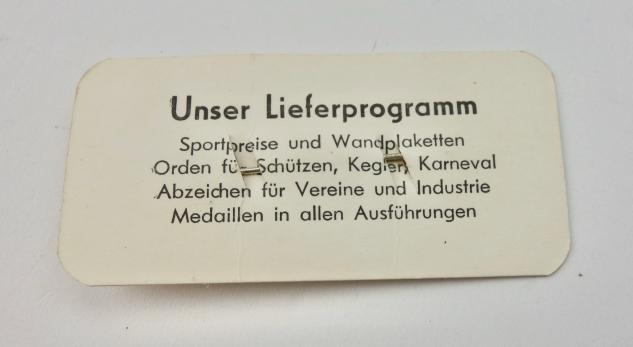 Unser Lieferprogramm
Sportpreise und Wandplaketten
Orden für Schützen, Kegler, Karneval
Abzeichen für Vereine und Industrie
Medaillen in allen Ausführungen